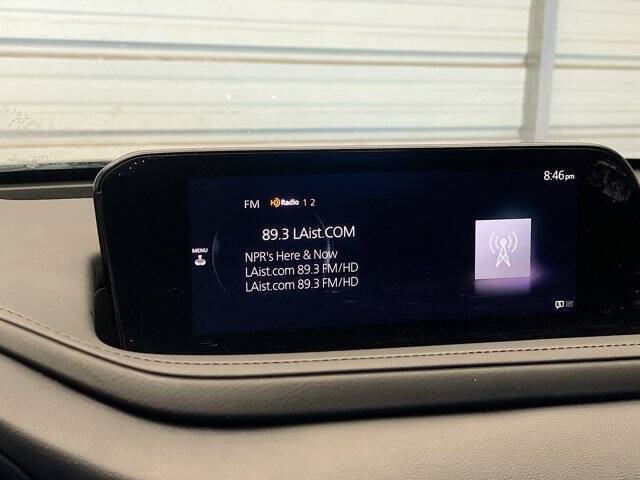 8:46pm
FM HD Radio 1 2
89.3 LAist.COM
MENU
NPR's Here & Now
LAist.com 89.3 FM/HD
LAist.com 89.3 FM/HD